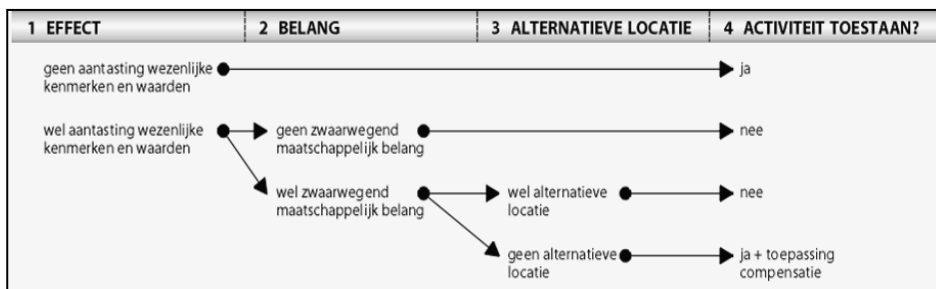 1 EFFECT
2 BELANG
3 ALTERNATIEVE LOCATIE
4 ACTIVITEIT TOESTAAN?
geen aantasting wezenlijke
kenmerken en waarden
ja
wel aantasting wezenlijke
kenmerken en waarden
geen zwaarwegend
maatschappelijk belang
nee
wel zwaarwegend
maatschappelijk belang
wel alternatieve
locatie
nee
geen alternatieve
locatie
ja + toepassing
compensatie